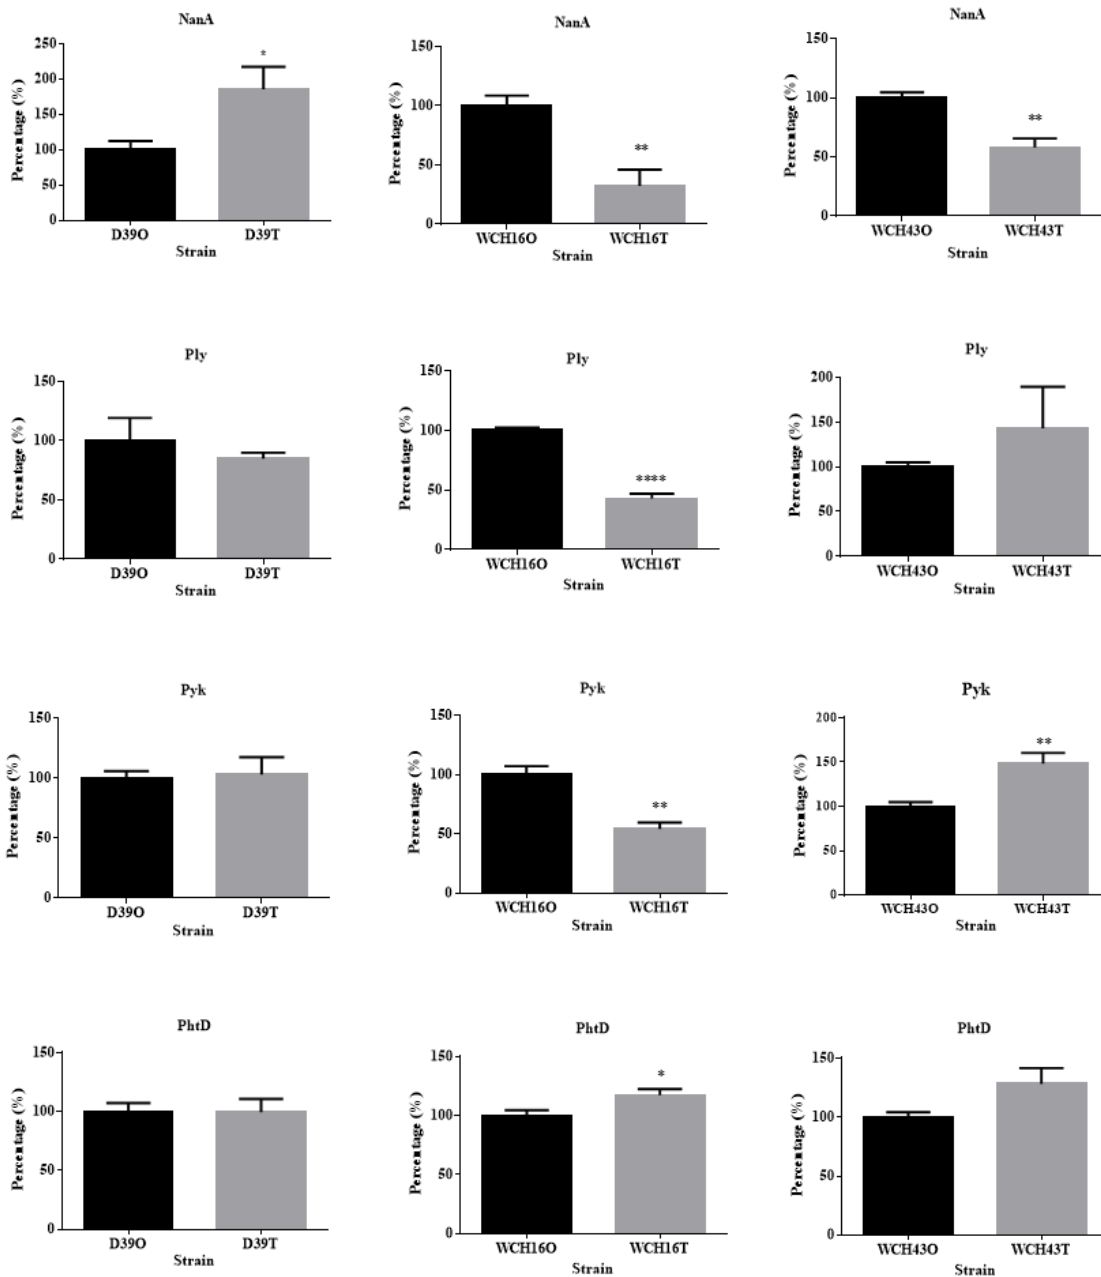 NanA
Percentage (%)
250
200
150
100
50
0
*
D39O
D39T
Strain
NanA
Percentage (%)
150
100
50
0
**
WCH16O
WCH16T
Strain
NanA
Percentage (%)
150
100
50
0
**
WCH43O
WCH43T
Strain
Ply
Percentage (%)
150
100
50
0
D39O
D39T
Strain
Ply
Percentage (%)
150
100
50
0
****
WCH16O
WCH16T
Strain
Ply
Percentage (%)
200
150
100
50
0
WCH43O
WCH43T
Strain
Pyk
Percentage (%)
150
100
50
0
D39O
D39T
Strain
Pyk
Percentage (%)
150
100
50
0
**
WCH16O
WCH16T
Strain
Pyk
Percentage (%)
200
150
100
50
0
**
WCH43O
WCH43T
Strain
PhtD
Percentage (%)
150
100
50
0
D39O
D39T
Strain
PhtD
Percentage (%)
150
100
50
0
*
WCH16O
WCH16T
Strain
PhtD
Percentage (%)
150
100
50
0
WCH43O
WCH43T
Strain